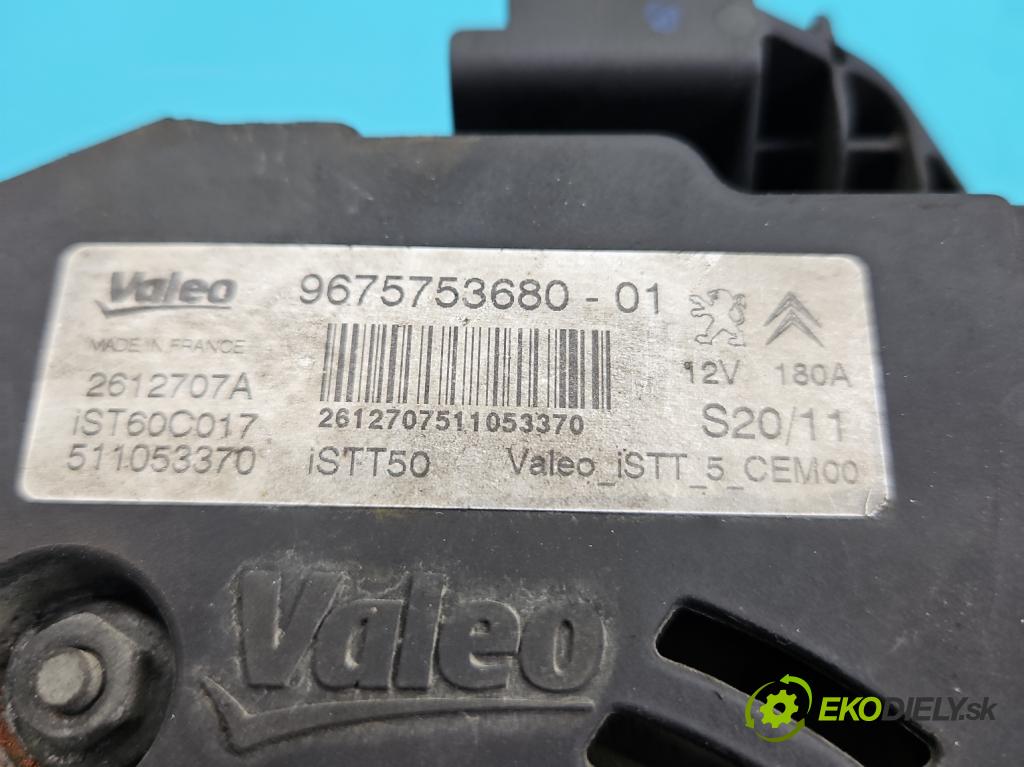 Valeo
9675753680 - 01
MADE IN FRANCE
12V 180A
2612707A
iST60C017
2612707511053370
S20/11
511053370
iSTT50
Valeo_iSTT_5_CEM00
Valeo
EKODIELY.sk